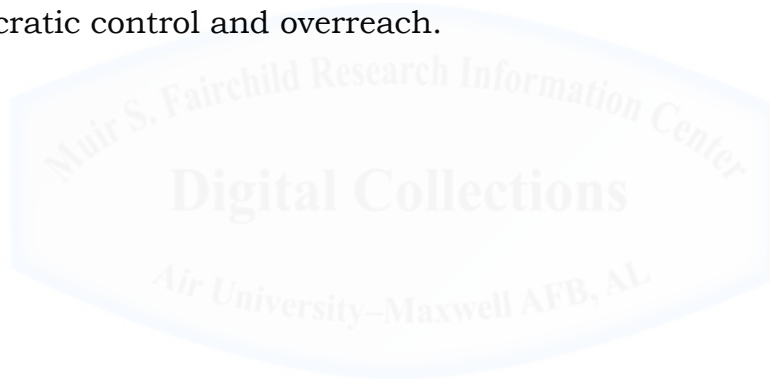 cratic control and overreach.
Muir S. Fairchild Research Information Center
Digital Collections
Air University–Maxwell AFB, AL